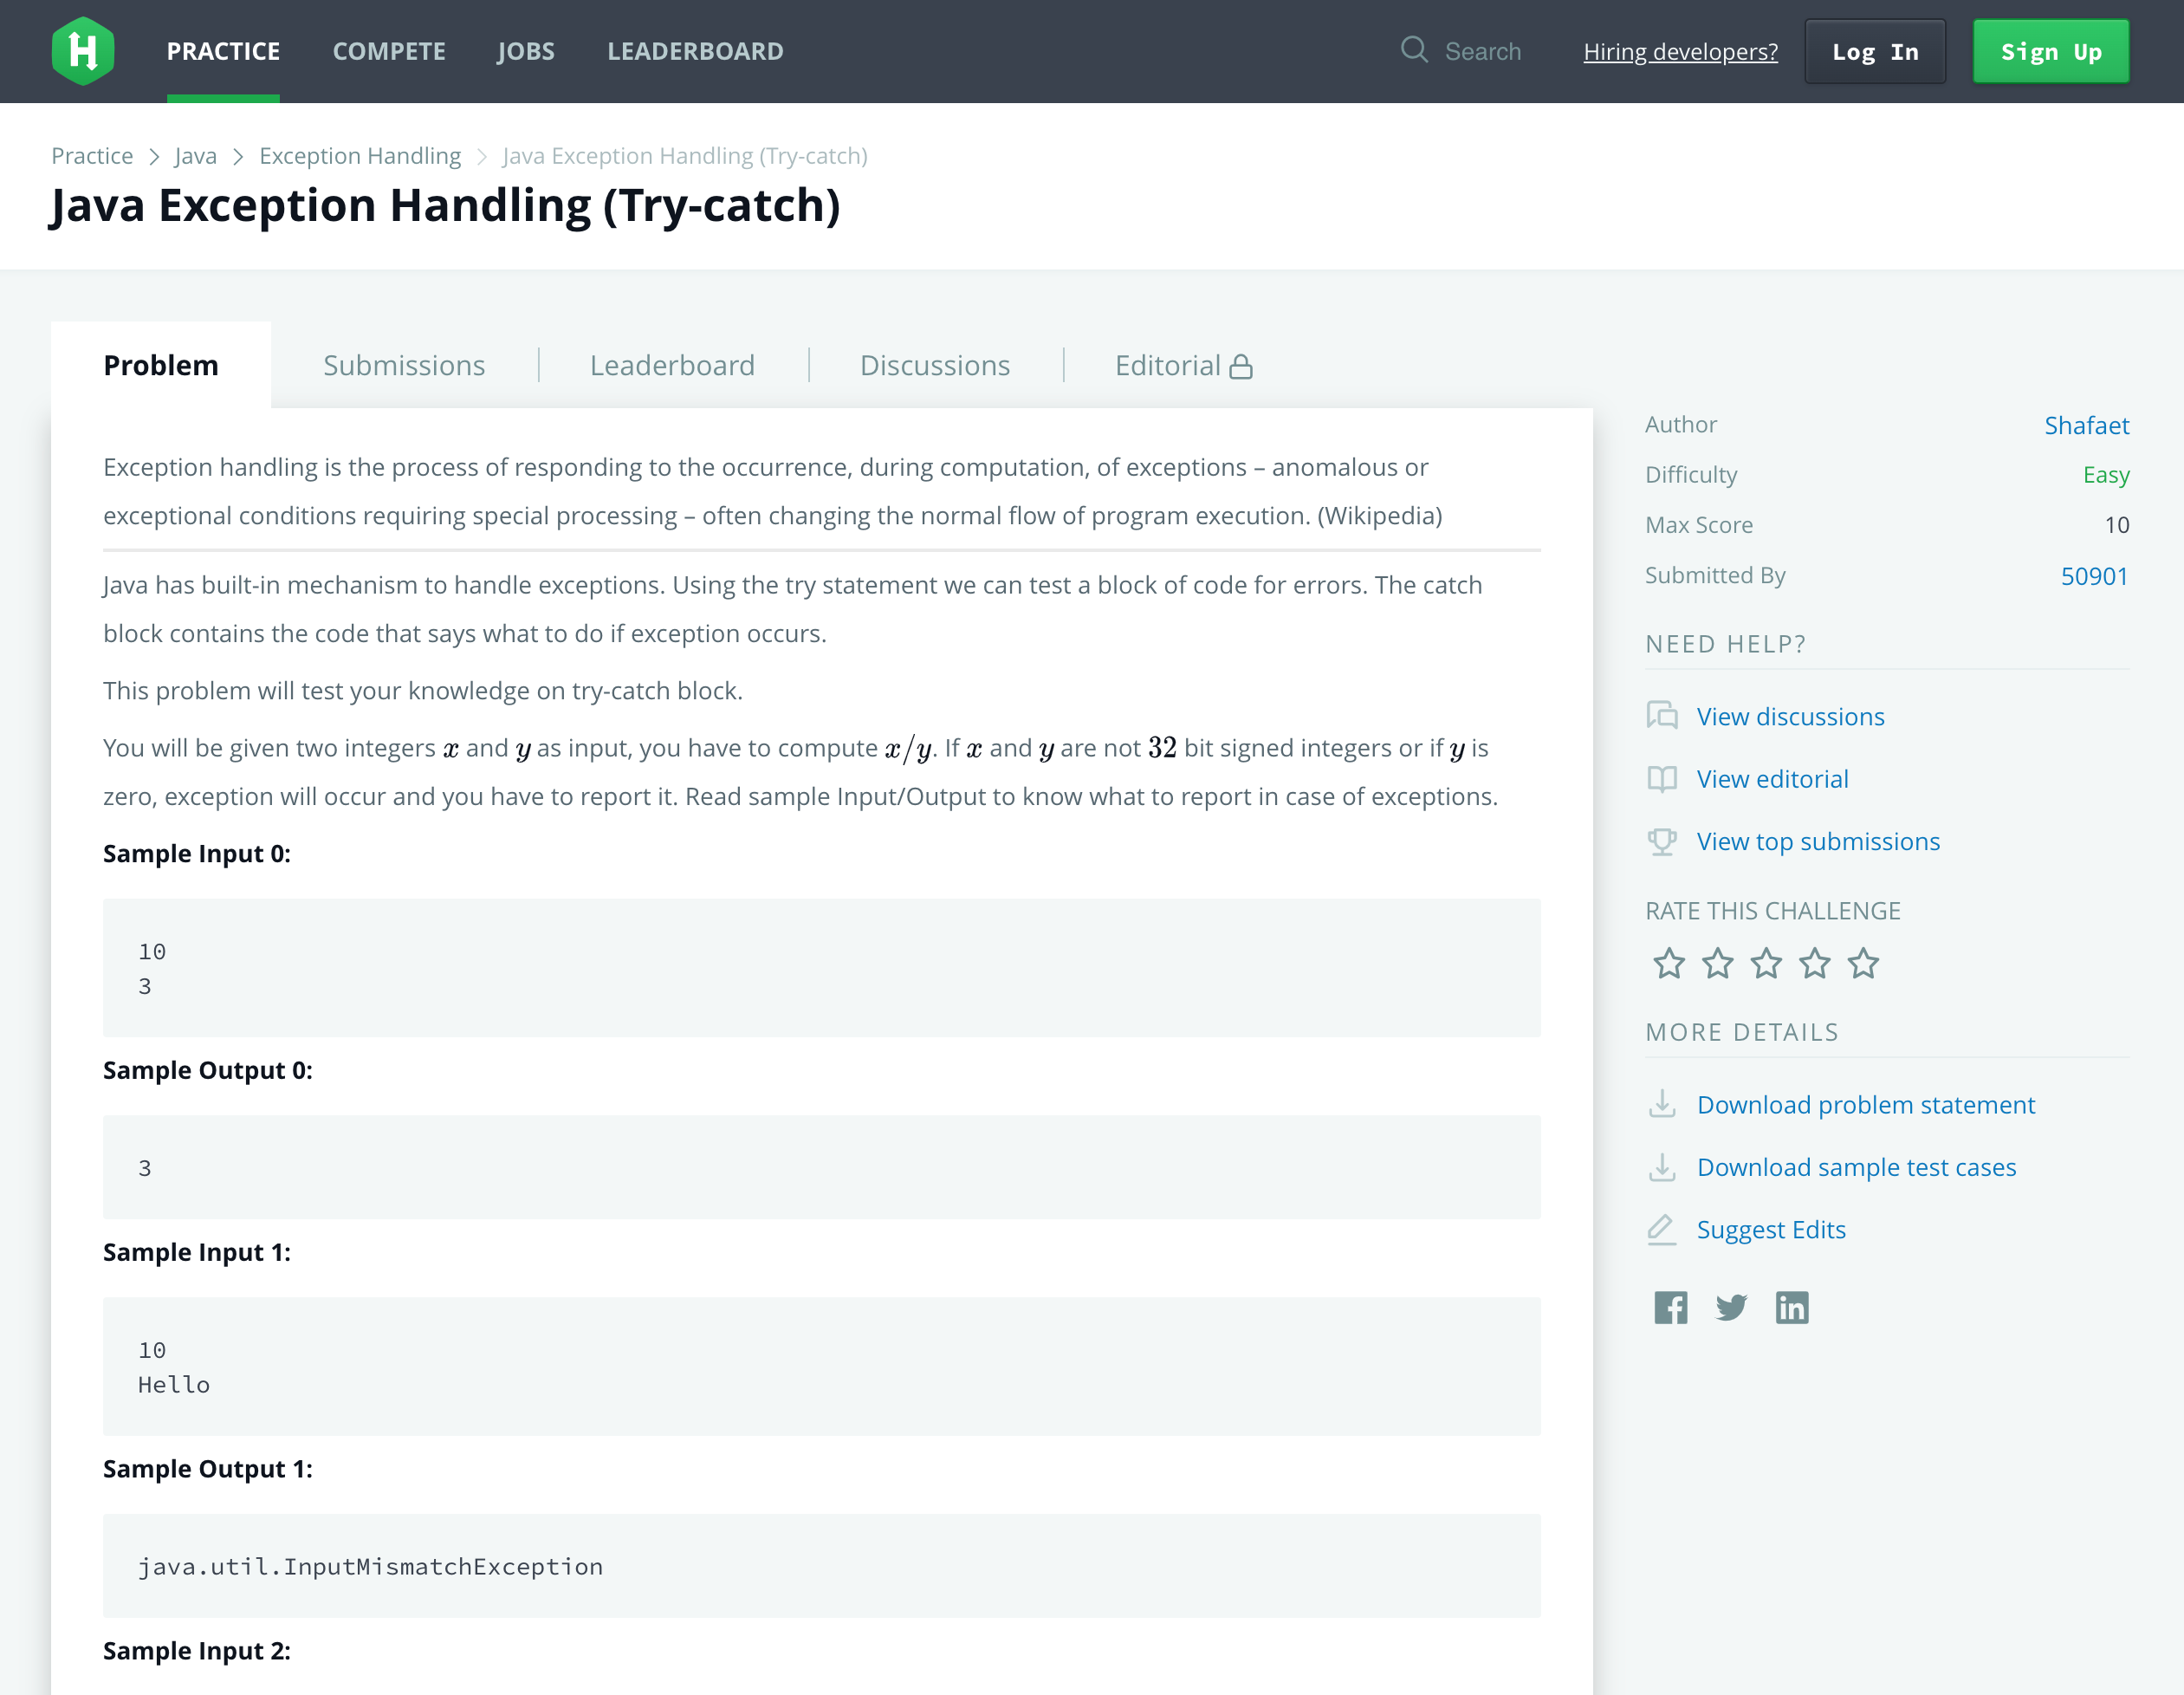 PRACTICE COMPETE JOBS LEADERBOARD Search Hiring developers? Log In Sign Up
Practice > Java > Exception Handling > Java Exception Handling (Try-catch)
Java Exception Handling (Try-catch)
Problem Submissions Leaderboard Discussions Editorial
Exception handling is the process of responding to the occurrence, during computation, of exceptions – anomalous or
exceptional conditions requiring special processing – often changing the normal flow of program execution. (Wikipedia)
Java has built-in mechanism to handle exceptions. Using the try statement we can test a block of code for errors. The catch
block contains the code that says what to do if exception occurs.
This problem will test your knowledge on try-catch block.
You will be given two integers x and y as input, you have to compute x/y. If x and y are not 32 bit signed integers or if y is
zero, exception will occur and you have to report it. Read sample Input/Output to know what to report in case of exceptions.
Sample Input 0:
10
3
Sample Output 0:
3
Sample Input 1:
10
Hello
Sample Output 1:
java.util.InputMismatchException
Sample Input 2:
Author Shafaet
Difficulty Easy
Max Score 10
Submitted By 50901
NEED HELP?
View discussions
View editorial
View top submissions
RATE THIS CHALLENGE
MORE DETAILS
Download problem statement
Download sample test cases
Suggest Edits